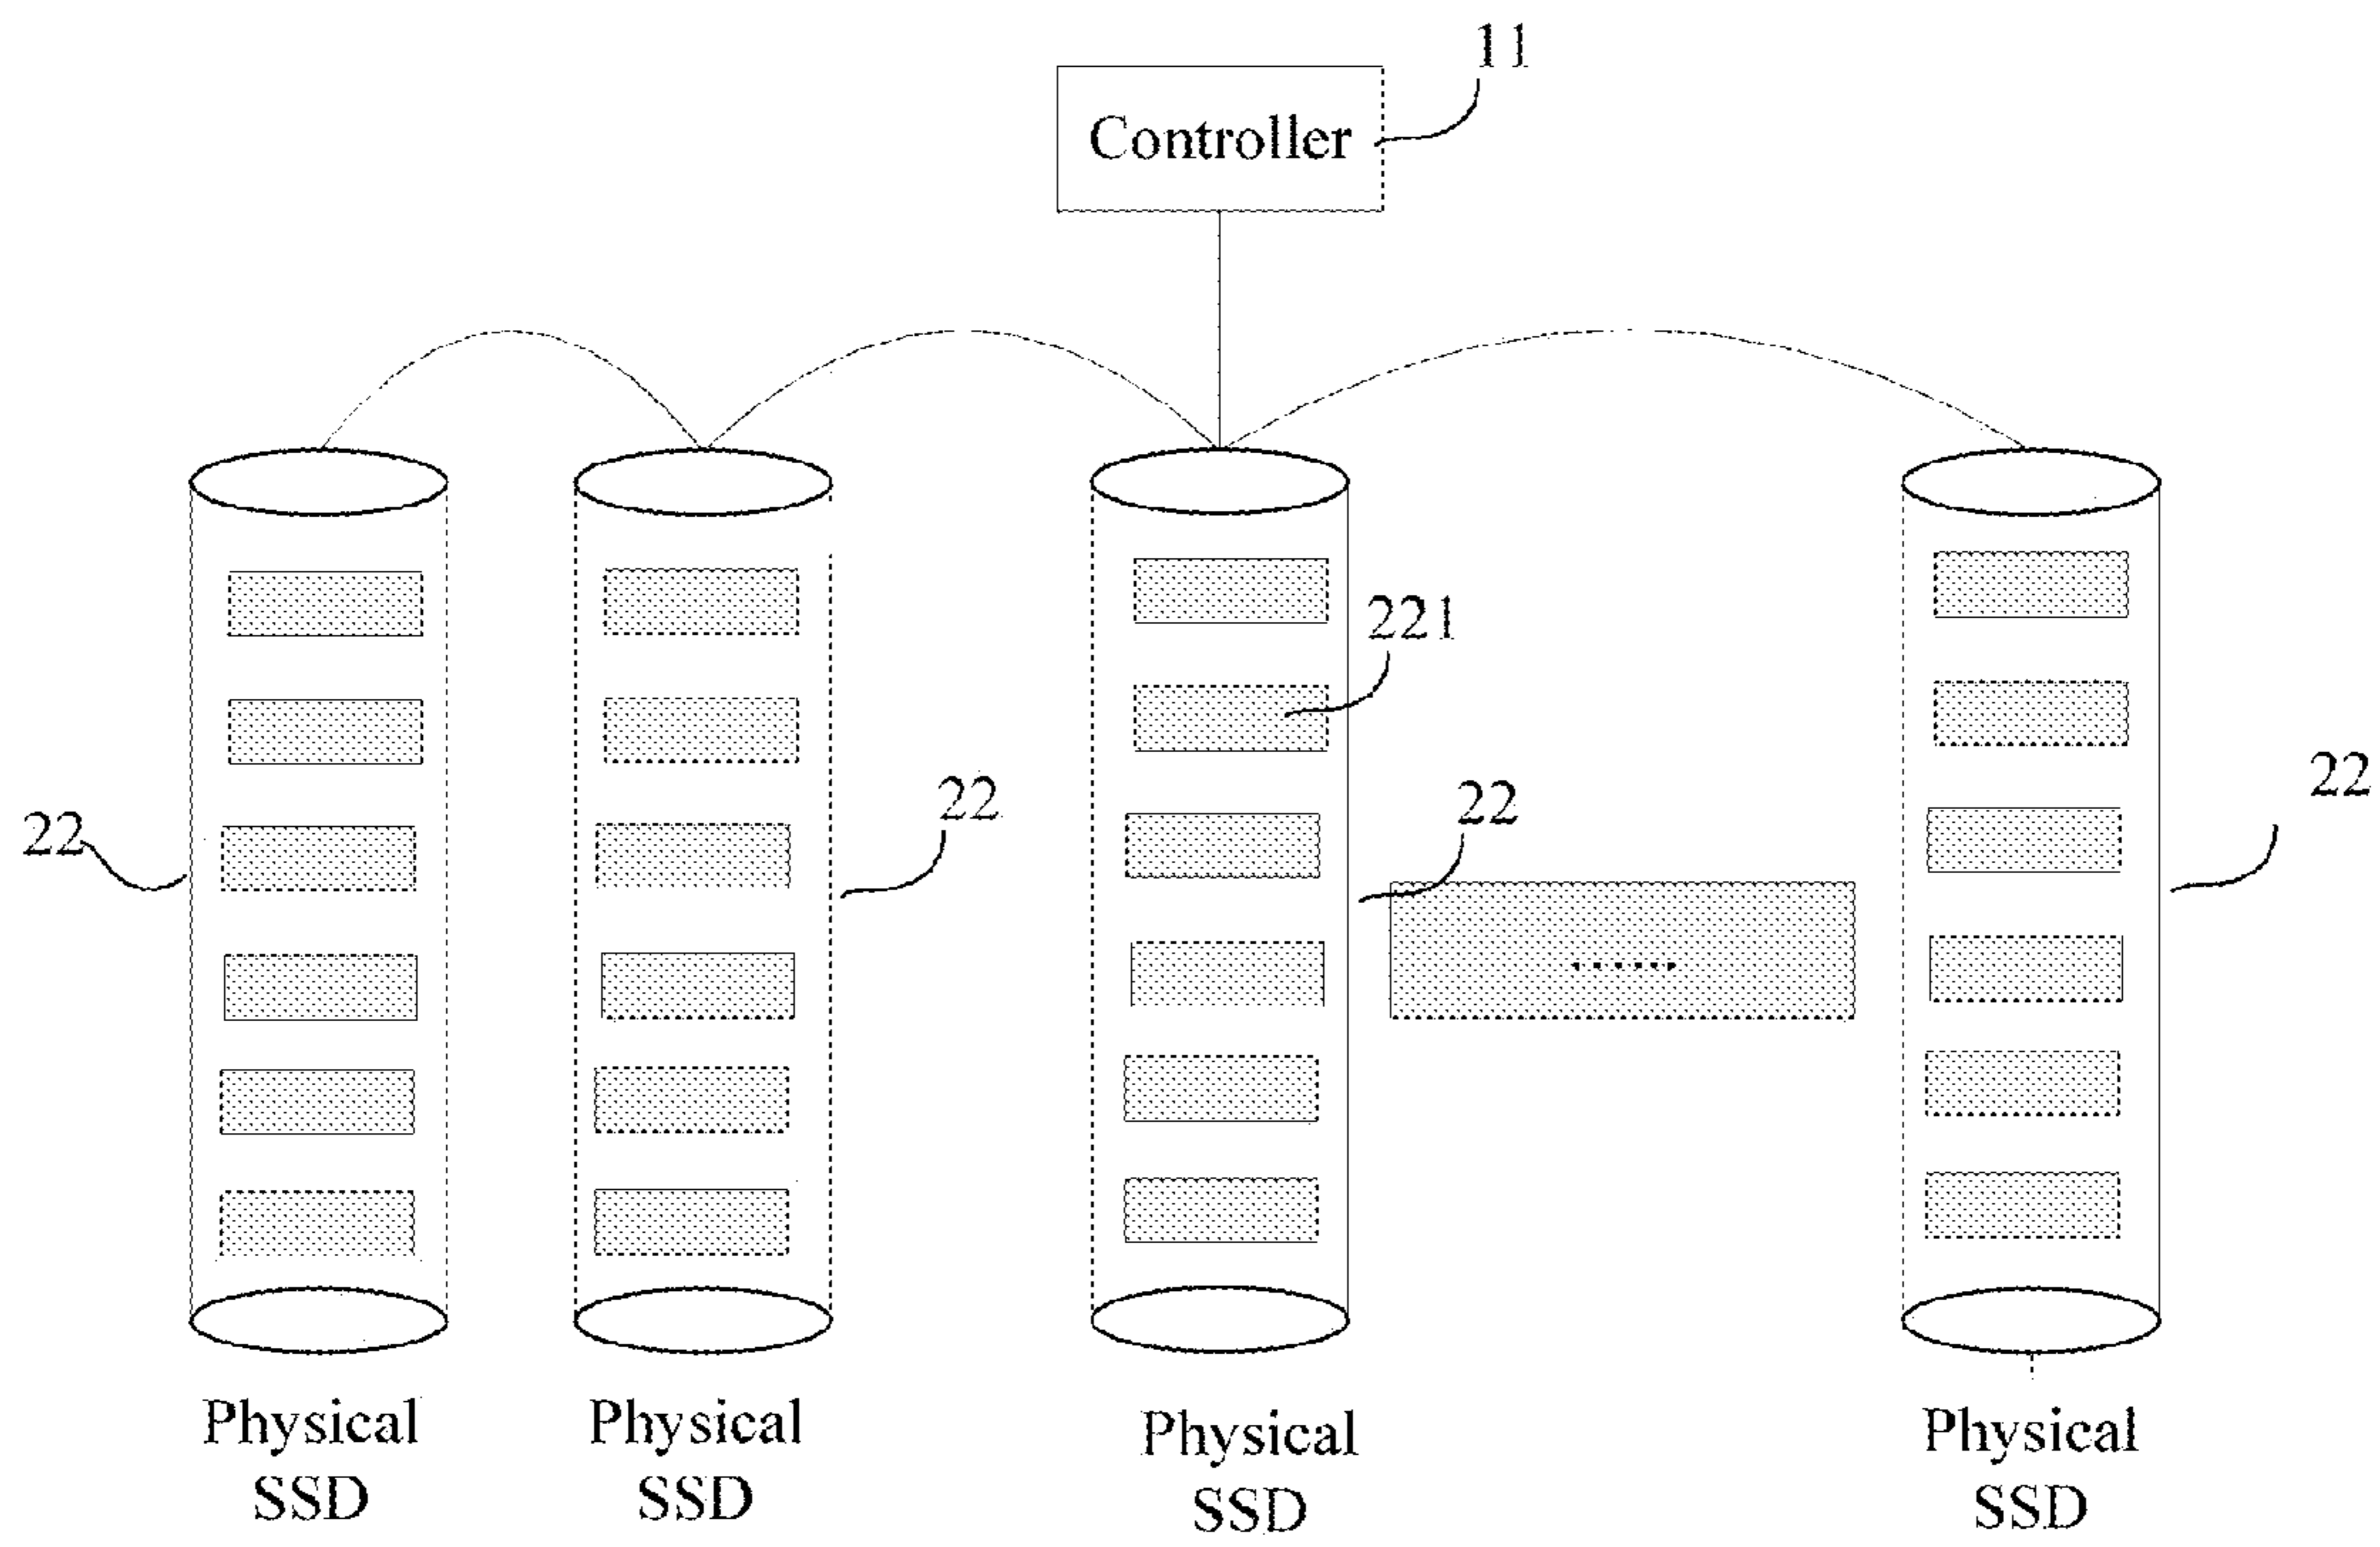 11
Controller
221
22
22
22
22
......
Physical
SSD
Physical
SSD
Physical
SSD
Physical
SSD